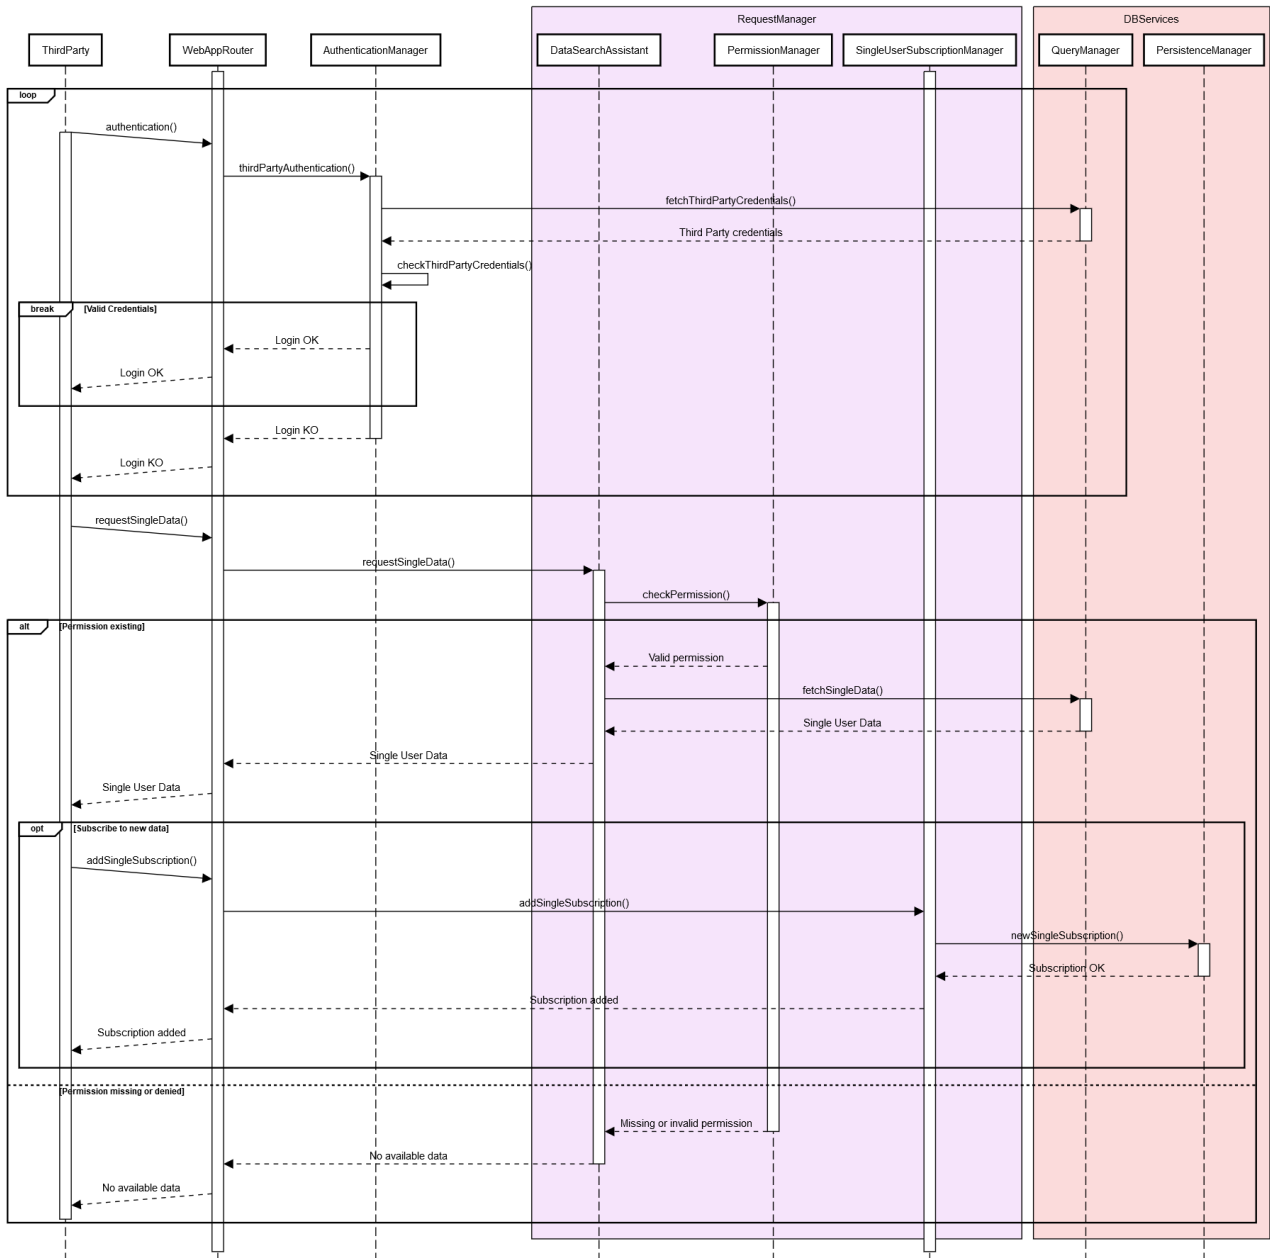 RequestManager
DBServices
ThirdParty
WebAppRouter
AuthenticationManager
DataSearchAssistant
PermissionManager
SingleUserSubscriptionManager
QueryManager
PersistenceManager
loop
authentication()
thirdPartyAuthentication()
fetchThirdPartyCredentials()
Third Party credentials
checkThirdPartyCredentials()
break
[Valid Credentials]
Login OK
Login OK
Login KO
Login KO
requestSingleData()
requestSingleData()
checkPermission()
alt
[Permission existing]
Valid permission
fetchSingleData()
Single User Data
Single User Data
Single User Data
opt
[Subscribe to new data]
addSingleSubscription()
addSingleSubscription()
newSingleSubscription()
Subscription OK
Subscription added
Subscription added
[Permission missing or denied]
Missing or invalid permission
No available data
No available data